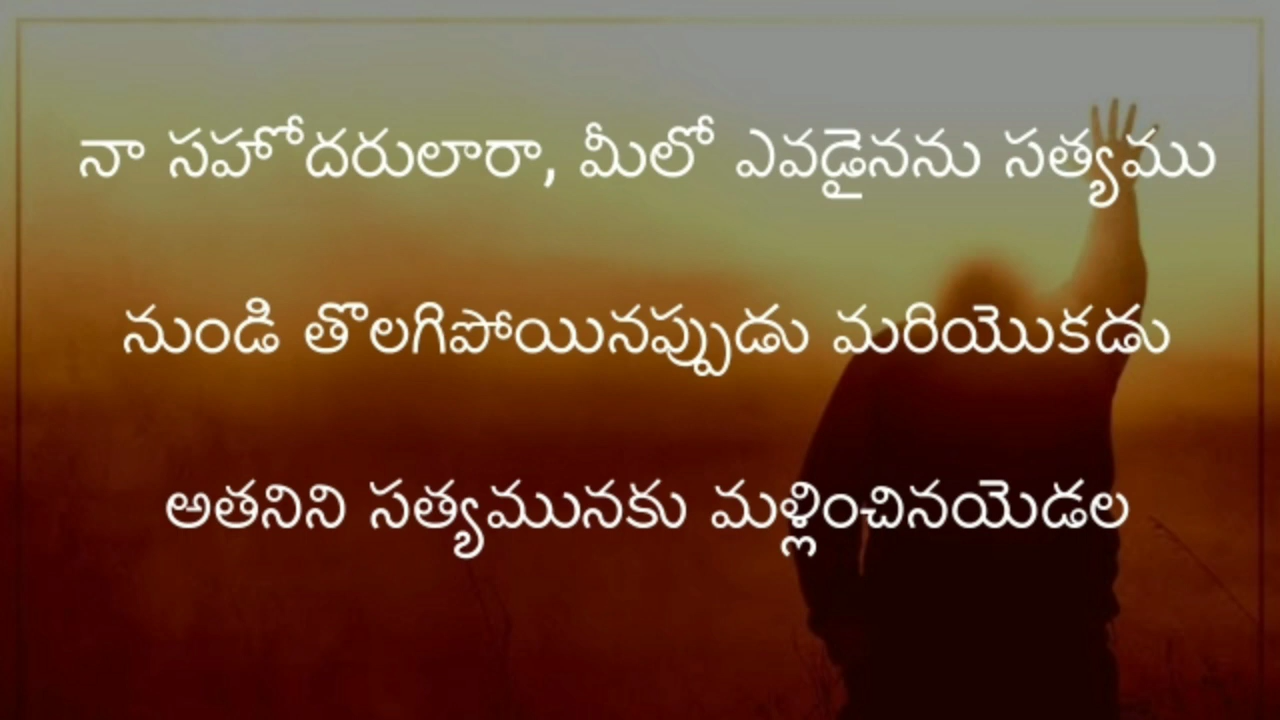 నా సహోదరులారా, మీలో ఎవడైనను సత్యము
నుండి తొలగిపోయినప్పుడు మరియొకడు
అతనిని సత్యమునకు మళ్లించినయెడల